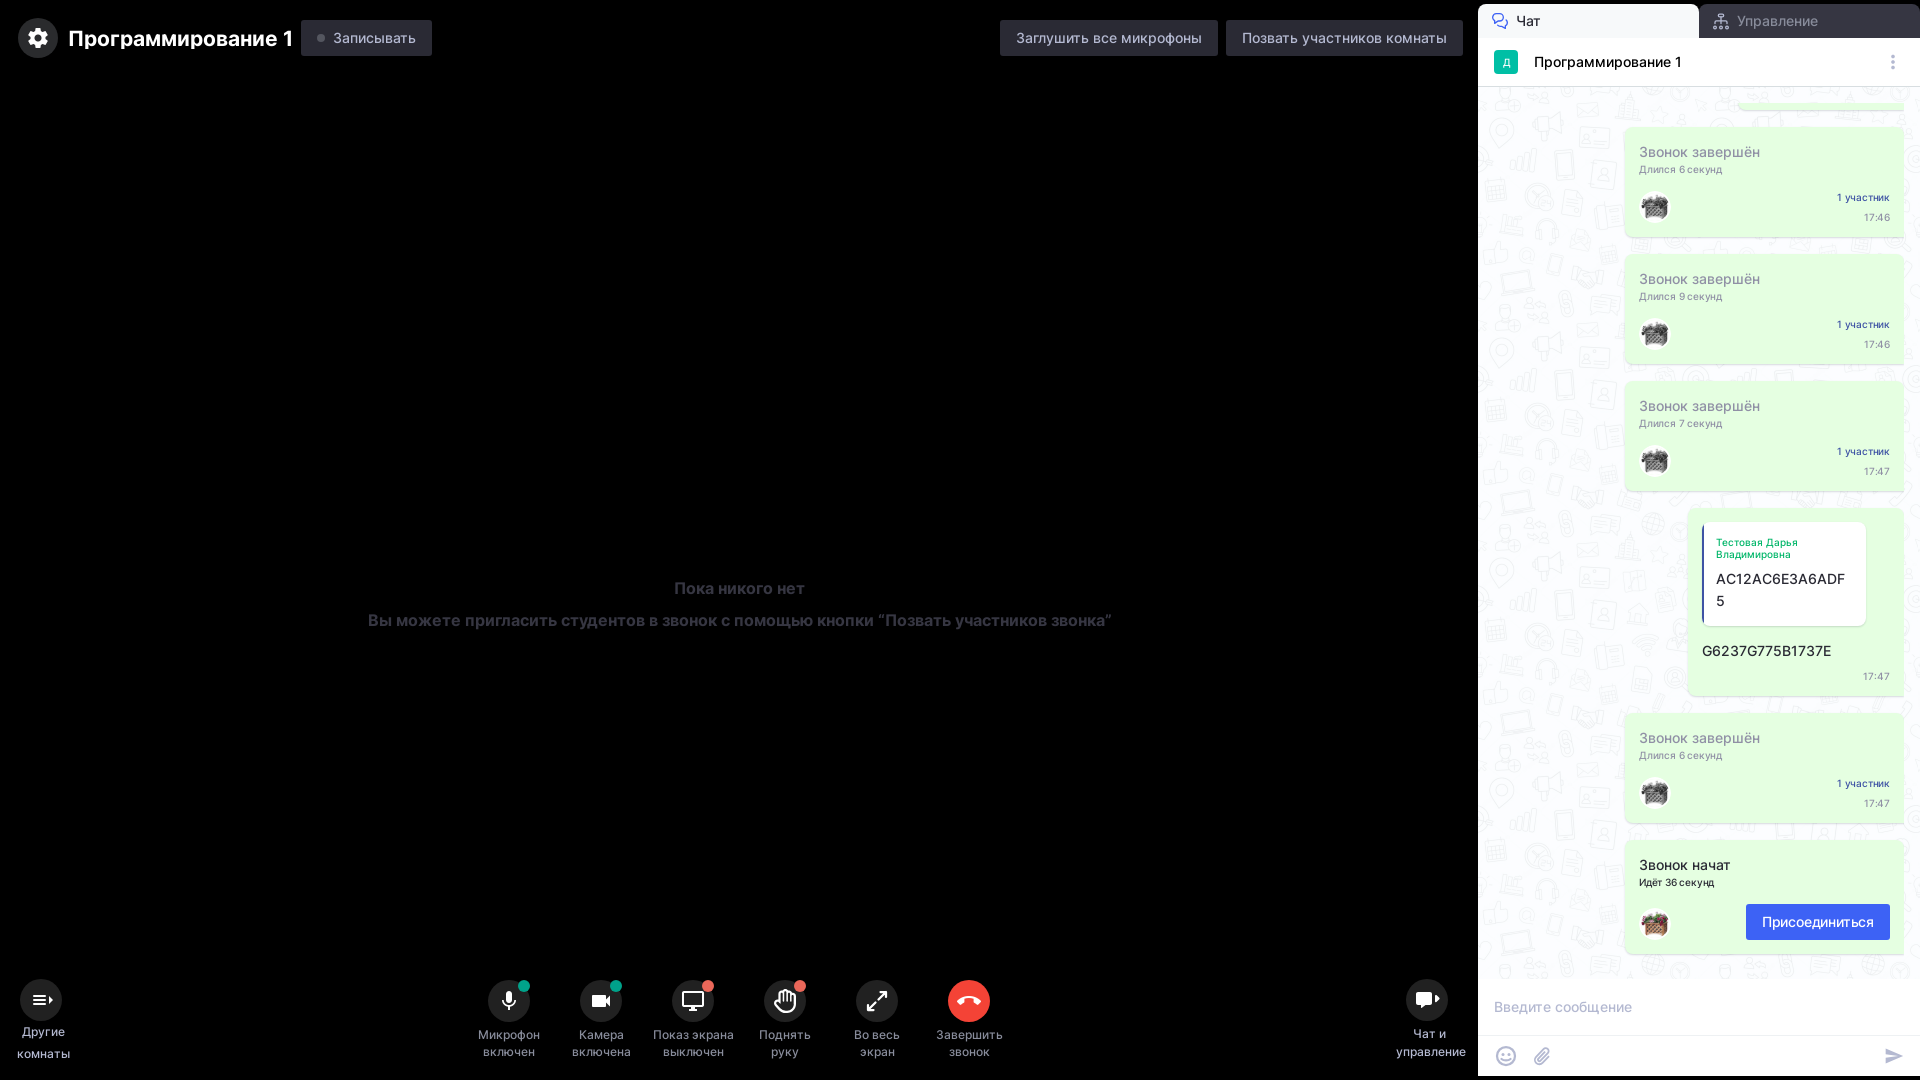 Программирование 1
Записывать
Заглушить все микрофоны
Позвать участников комнаты
Чат
Управление
Д
Программирование 1
Звонок завершён
Длился 6 секунд
1 участник
17:46
Звонок завершён
Длился 9 секунд
1 участник
17:46
Звонок завершён
Длился 7 секунд
1 участник
17:47
Тестовая Дарья
Владимировна
AC12AC6E3A6ADF
5
G6237G775B1737E
17:47
Звонок завершён
Длился 6 секунд
1 участник
17:47
Звонок начат
Идёт 36 секунд
Присоединиться
Пока никого нет
Вы можете пригласить студентов в звонок с помощью кнопки “Позвать участников звонка”
Другие
комнаты
Микрофон
включен
Камера
включена
Показ экрана
выключен
Поднять
руку
Во весь
экран
Завершить
звонок
Чат и
управление
Введите сообщение